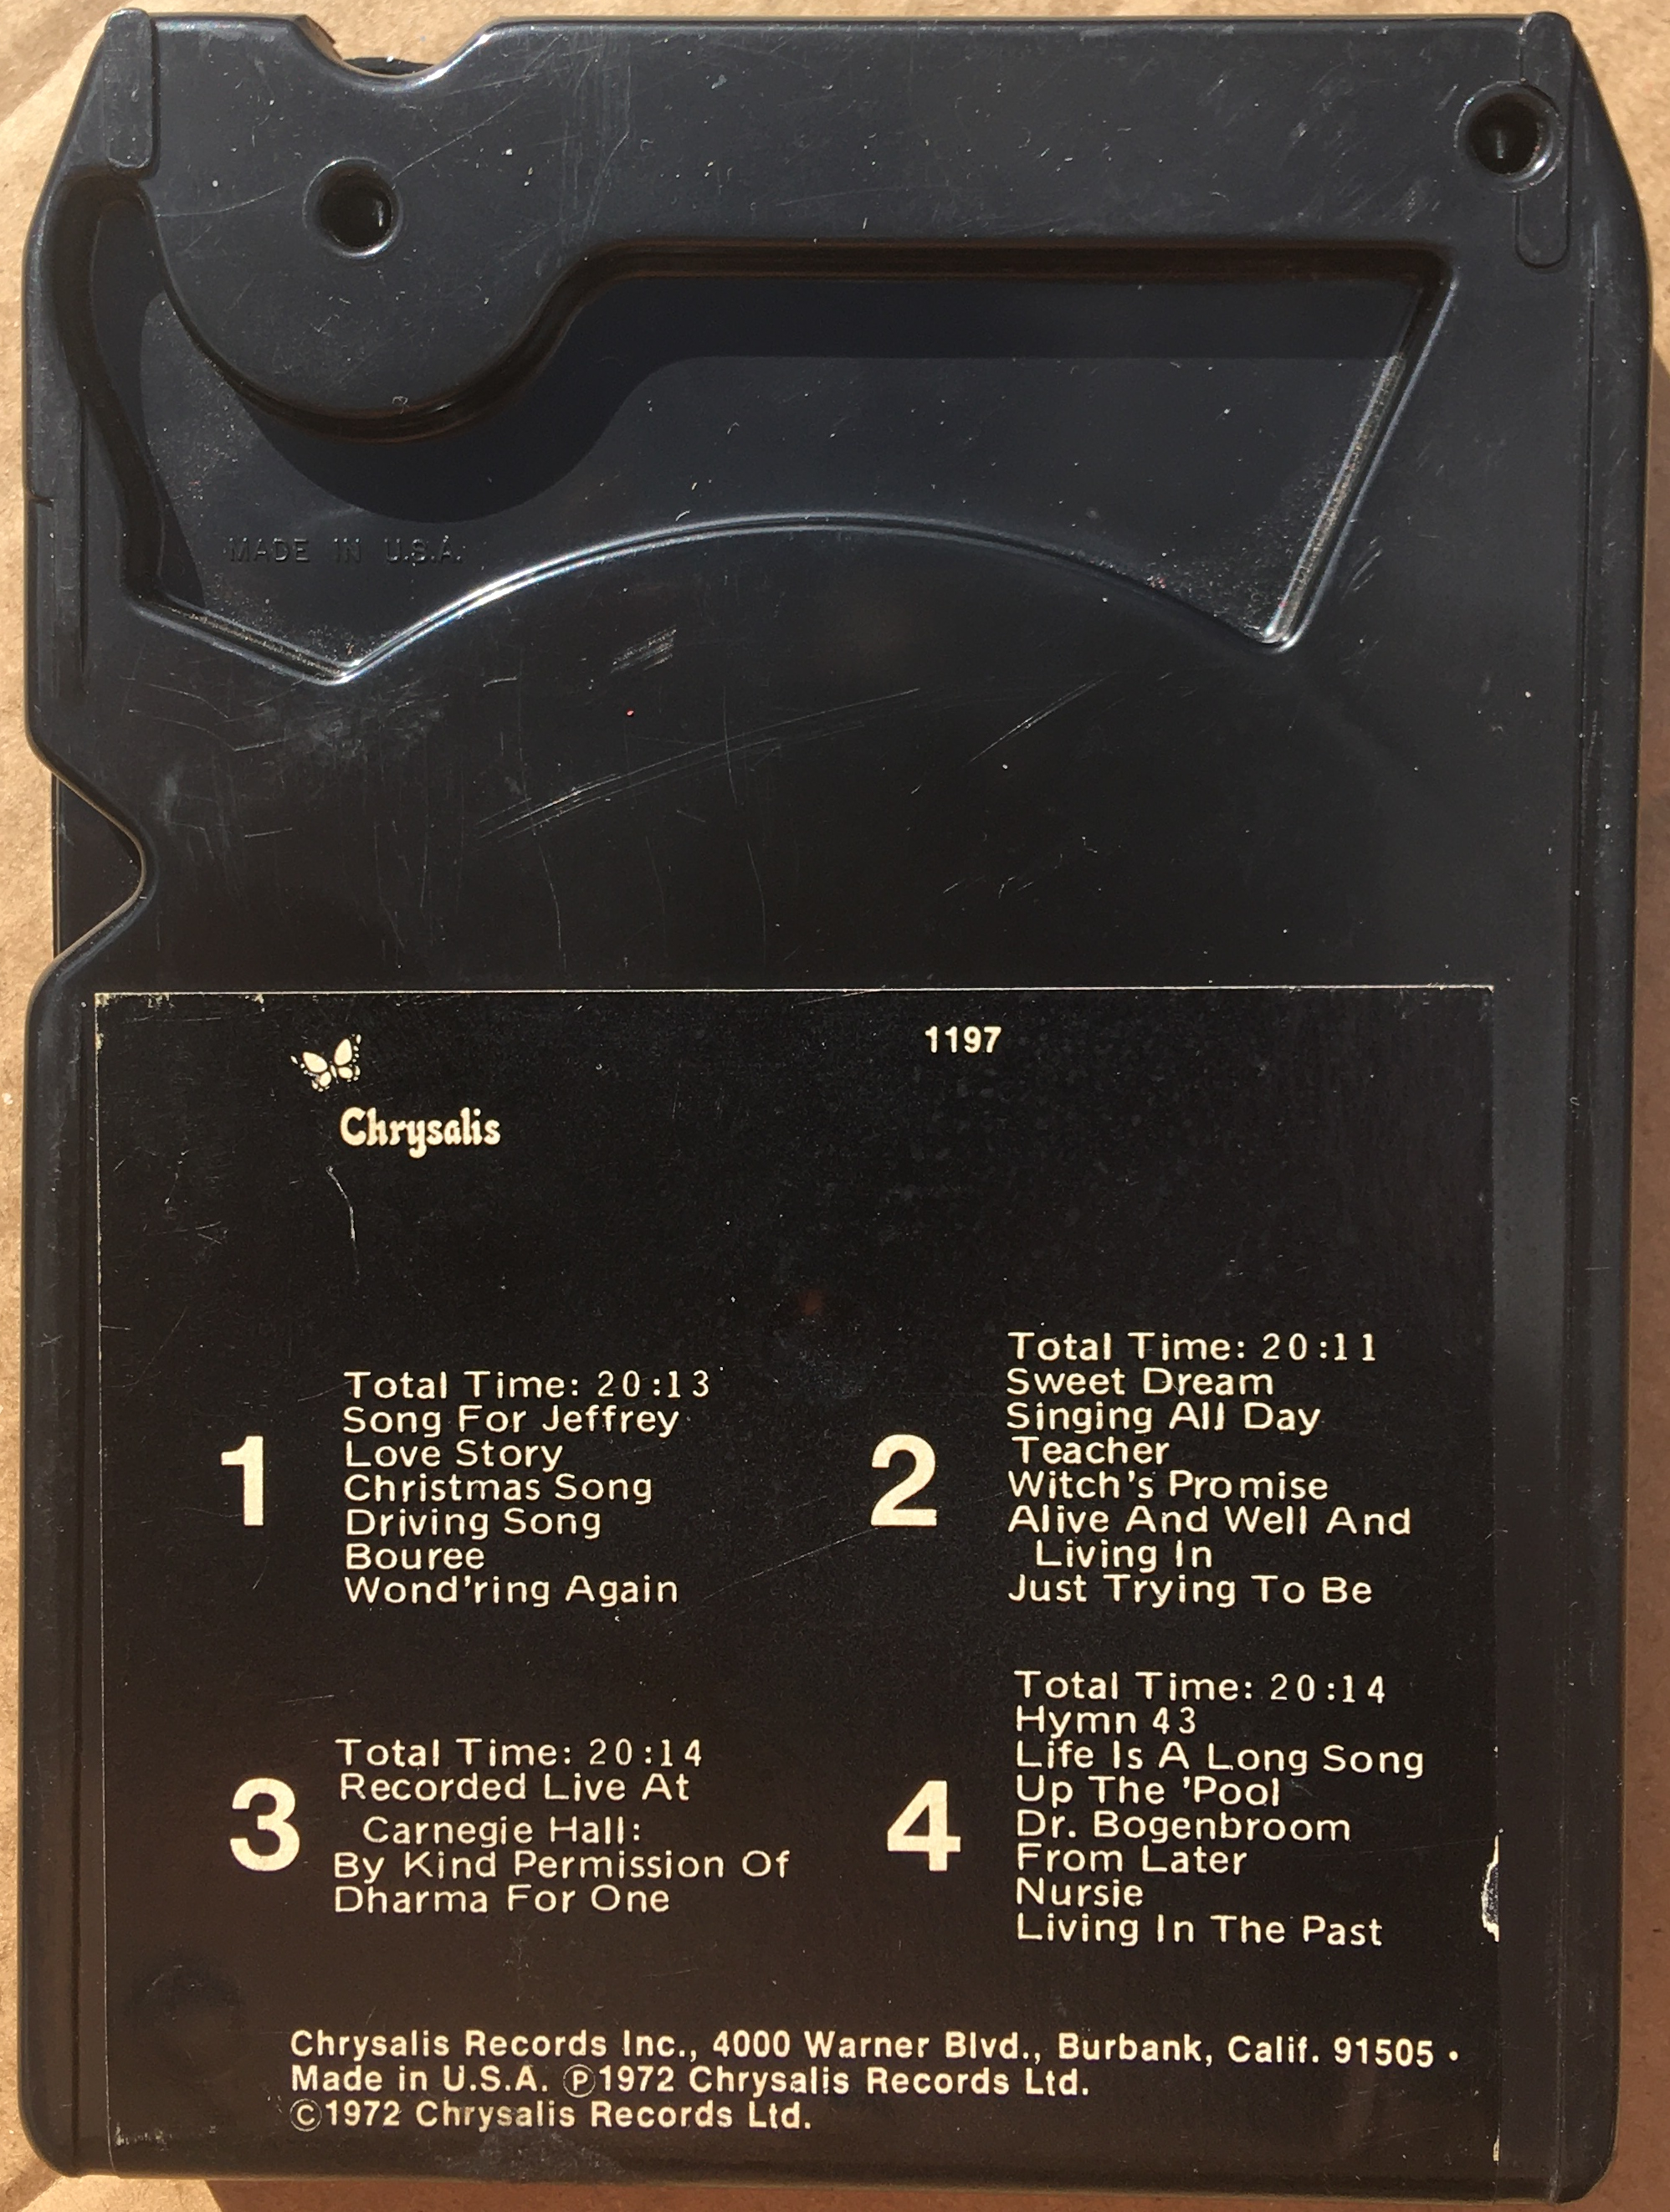 MADE IN U.S.A.
1197
Chrysalis
1
Total Time: 20:13
Song For Jeffrey
Love Story
Christmas Song
Driving Song
Bouree
Wond'ring Again
2
Total Time: 20:11
Sweet Dream
Singing All Day
Teacher
Witch's Promise
Alive And Well And
Living In
Just Trying To Be
3
Total Time: 20:14
Recorded Live At
Carnegie Hall:
By Kind Permission Of
Dharma For One
4
Total Time: 20:14
Hymn 43
Life Is A Long Song
Up The 'Pool
Dr. Bogenbroom
From Later
Nursie
Living In The Past
Chrysalis Records Inc., 4000 Warner Blvd., Burbank, Calif. 91505 •
Made in U.S.A. Ⓟ1972 Chrysalis Records Ltd.
©1972 Chrysalis Records Ltd.